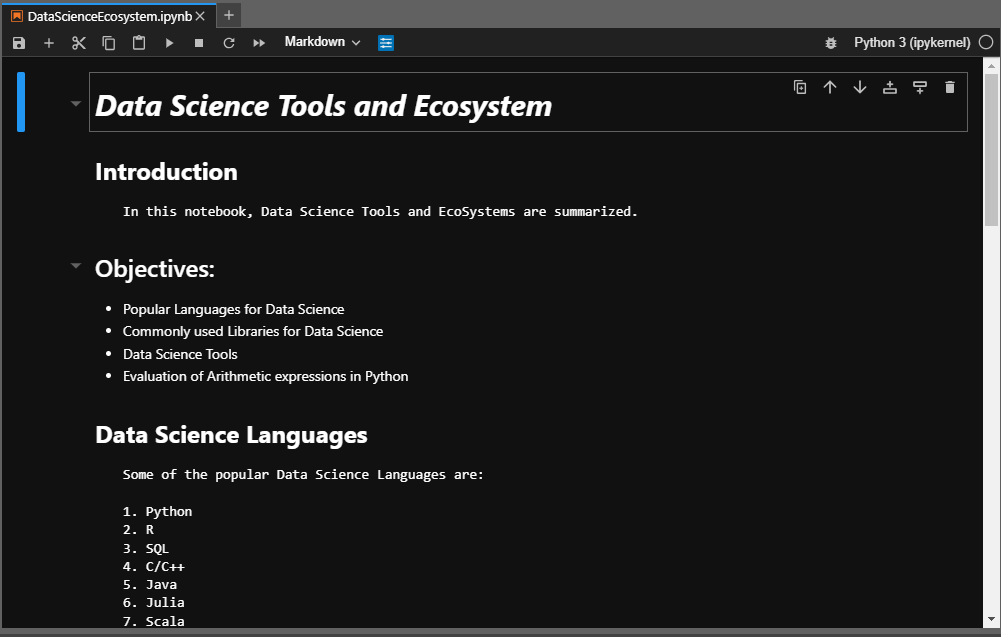 DataScienceEcosystem.ipynb
Markdown
Python 3 (ipykernel)
Data Science Tools and Ecosystem
Introduction
In this notebook, Data Science Tools and EcoSystems are summarized.
Objectives:
• Popular Languages for Data Science
• Commonly used Libraries for Data Science
• Data Science Tools
• Evaluation of Arithmetic expressions in Python
Data Science Languages
Some of the popular Data Science Languages are:
1. Python
2. R
3. SQL
4. C/C++
5. Java
6. Julia
7. Scala